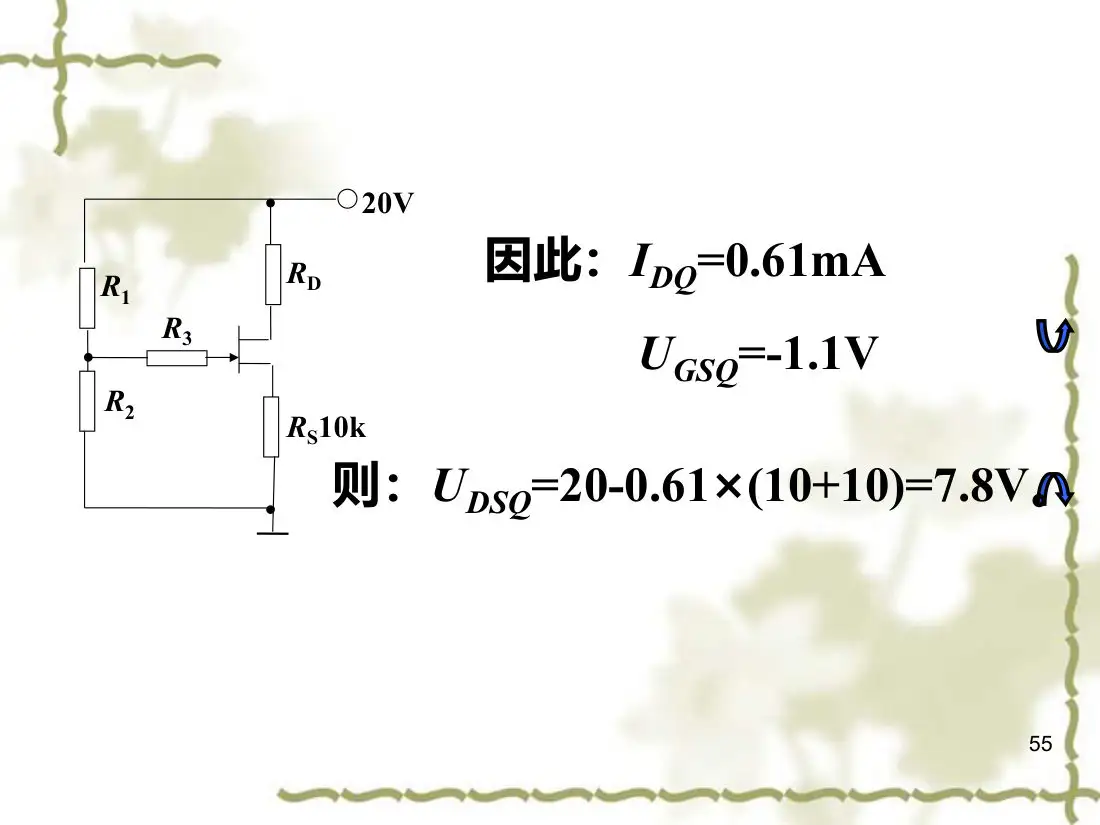 20V
R1
RD
R3
R2
RS10k
因此：IDQ=0.61mA
UGSQ=-1.1V
则：UDSQ=20-0.61×(10+10)=7.8V。
55